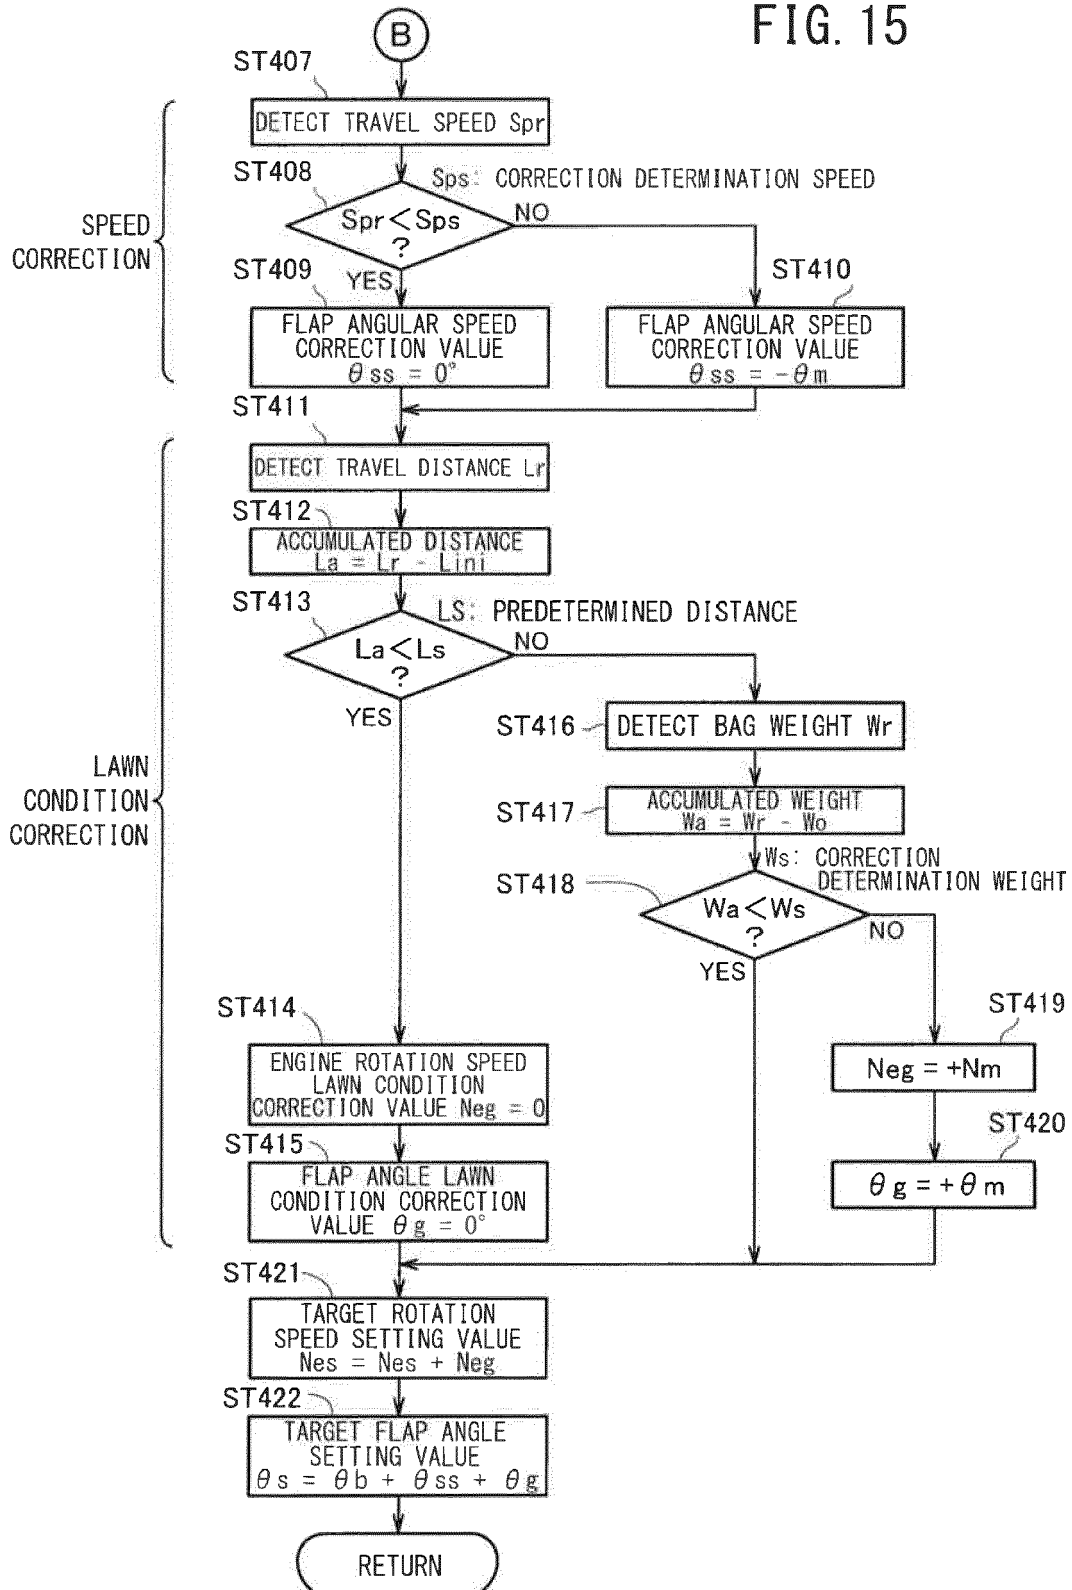 FIG. 15
B
ST407
DETECT TRAVEL SPEED Spr
ST408
Sps: CORRECTION DETERMINATION SPEED
Spr < Sps
?
NO
YES
SPEED
CORRECTION
ST409
FLAP ANGULAR SPEED
CORRECTION VALUE
θss = 0°
ST410
FLAP ANGULAR SPEED
CORRECTION VALUE
θss = -θm
ST411
DETECT TRAVEL DISTANCE Lr
ST412
ACCUMULATED DISTANCE
La = Lr - Lini
ST413
LS: PREDETERMINED DISTANCE
La < Ls
?
NO
YES
ST416
DETECT BAG WEIGHT Wr
LAWN
CONDITION
CORRECTION
ST417
ACCUMULATED WEIGHT
Wa = Wr - Wo
Ws: CORRECTION
DETERMINATION WEIGHT
ST418
Wa < Ws
?
NO
YES
ST414
ENGINE ROTATION SPEED
LAWN CONDITION
CORRECTION VALUE Neg = 0
ST419
Neg = +Nm
ST415
FLAP ANGLE LAWN
CONDITION CORRECTION
VALUE θg = 0°
ST420
θg = +θm
ST421
TARGET ROTATION
SPEED SETTING VALUE
Nes = Nes + Neg
ST422
TARGET FLAP ANGLE
SETTING VALUE
θs = θb + θss + θg
RETURN